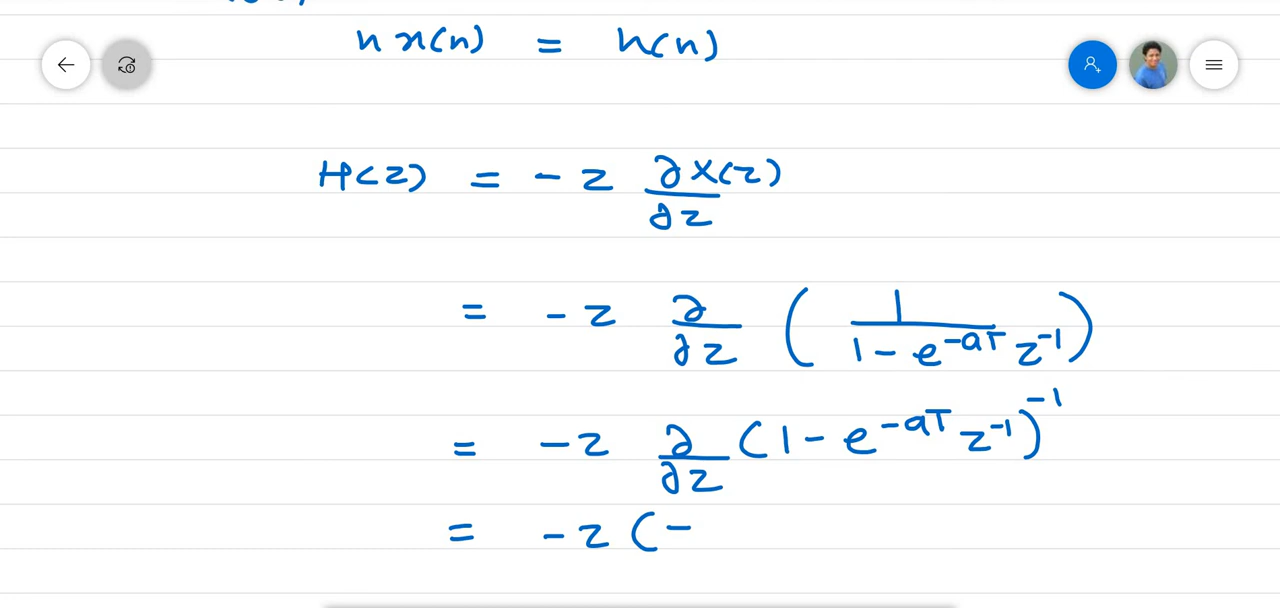 n x(n) = h(n)
H(z) = - z ∂X(z)/∂z
= - z ∂/∂z ( 1/(1 - e^{-aT} z^{-1}) )
= - z ∂/∂z (1 - e^{-aT} z^{-1})^{-1}
= - z ( -